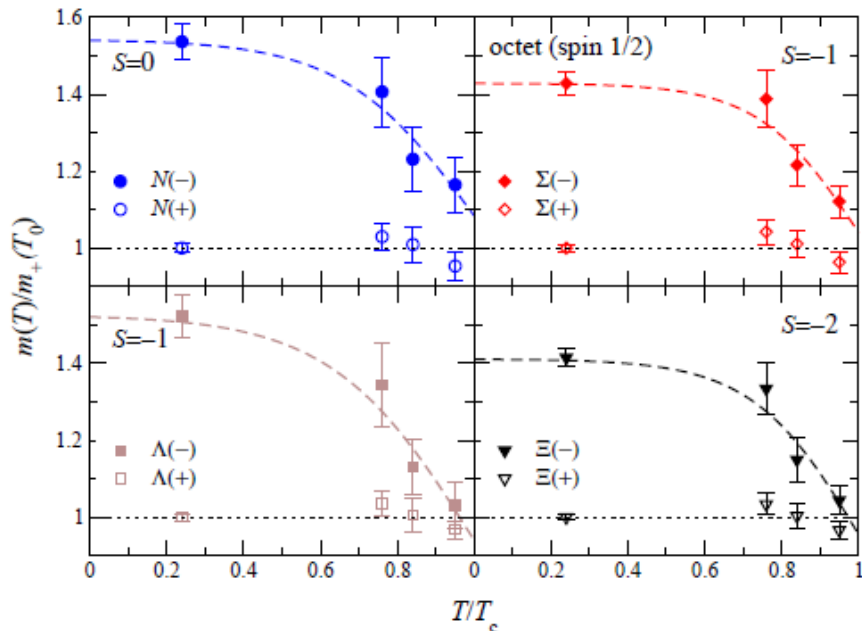 m(T)/m+(T0)
1.6
1.4
1.2
1
S=0
N(−)
N(+)
octet (spin 1/2)
S=−1
Σ(−)
Σ(+)
1.4
1.2
1
S=−1
Λ(−)
Λ(+)
S=−2
Ξ(−)
Ξ(+)
0 0.2 0.4 0.6 0.8 0 0.2 0.4 0.6 0.8 1
T/Tc